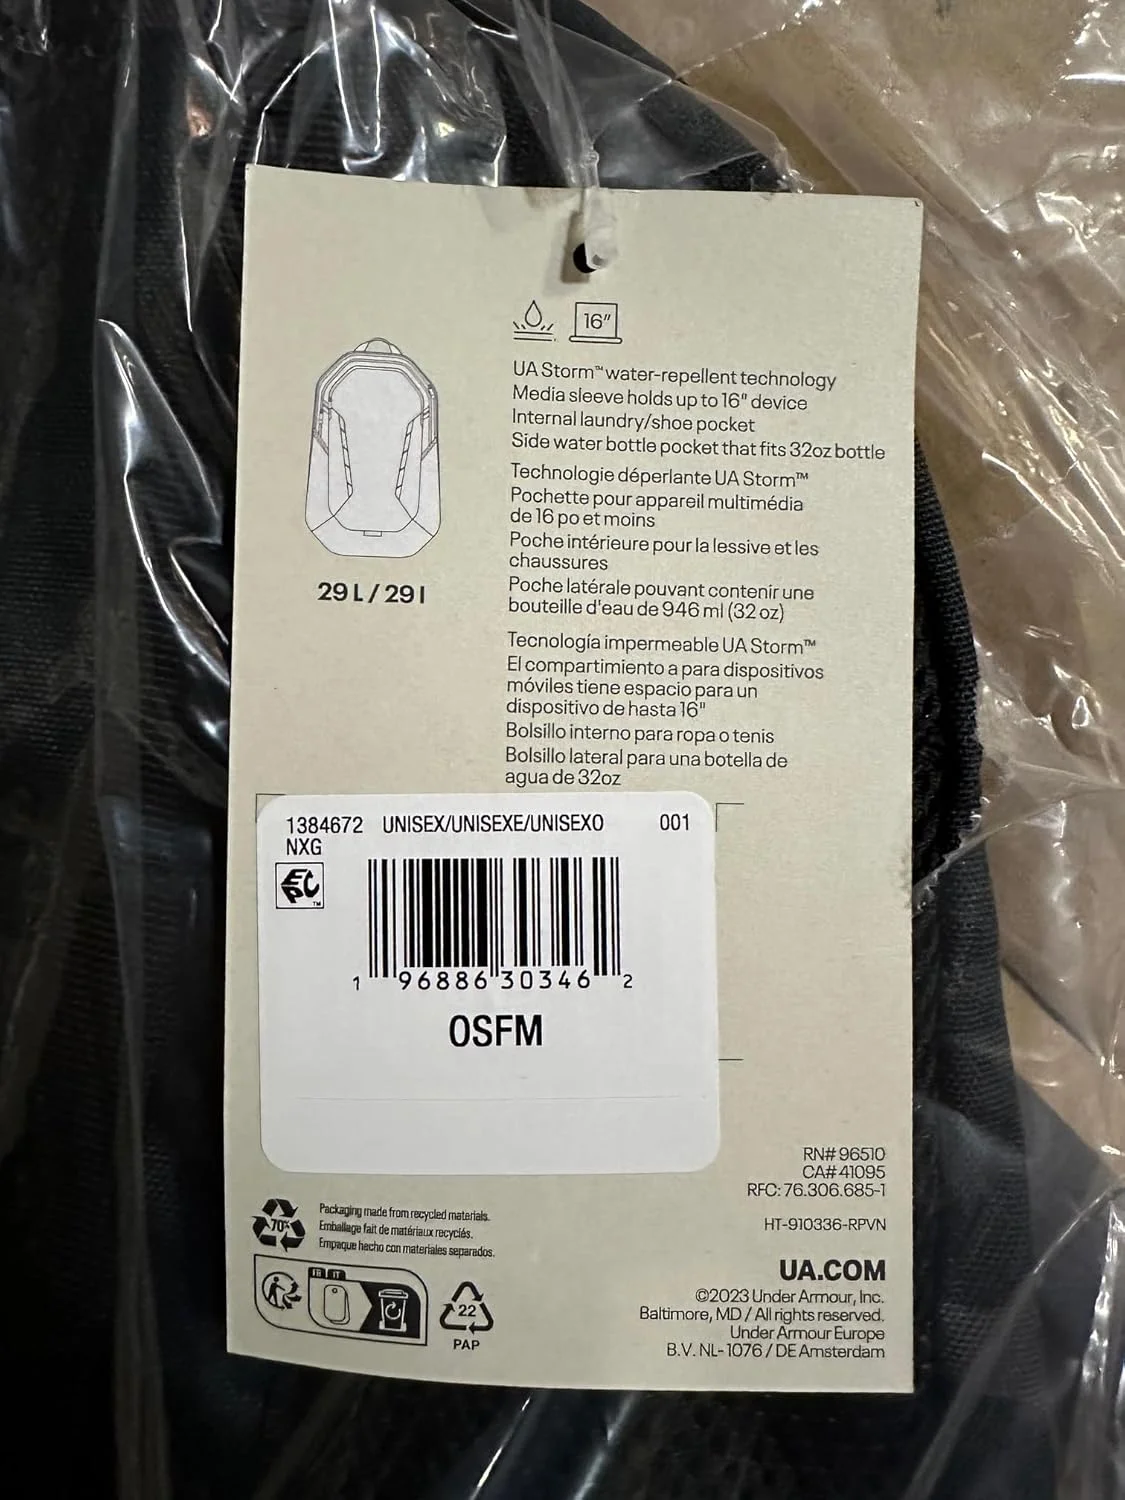 16"
UA Storm™ water-repellent technology
Media sleeve holds up to 16" device
Internal laundry/shoe pocket
Side water bottle pocket that fits 32oz bottle
Technologie déperlante UA Storm™
Pochette pour appareil multimédia
de 16 po et moins
Poche intérieure pour la lessive et les
chaussures
Poche latérale pouvant contenir une
bouteille d'eau de 946 ml (32 oz)
Tecnología impermeable UA Storm™
El compartimiento a para dispositivos
móviles tiene espacio para un
dispositivo de hasta 16"
Bolsillo interno para ropa o tenis
Bolsillo lateral para una botella de
agua de 32oz
29 L / 29 l
1384672 UNISEX/UNISEXE/UNISEXO 001
NXG
EPC™
1 96886 30346 2
OSFM
RN# 96510
CA# 41095
RFC: 76.306.685-1
HT-910336-RPVN
70%
Packaging made from recycled materials.
Emballage fait de matériaux recyclés.
Empaque hecho con materiales separados.
FR IT
22
PAP
UA.COM
©2023 Under Armour, Inc.
Baltimore, MD / All rights reserved.
Under Armour Europe
B.V. NL-1076 / DE Amsterdam